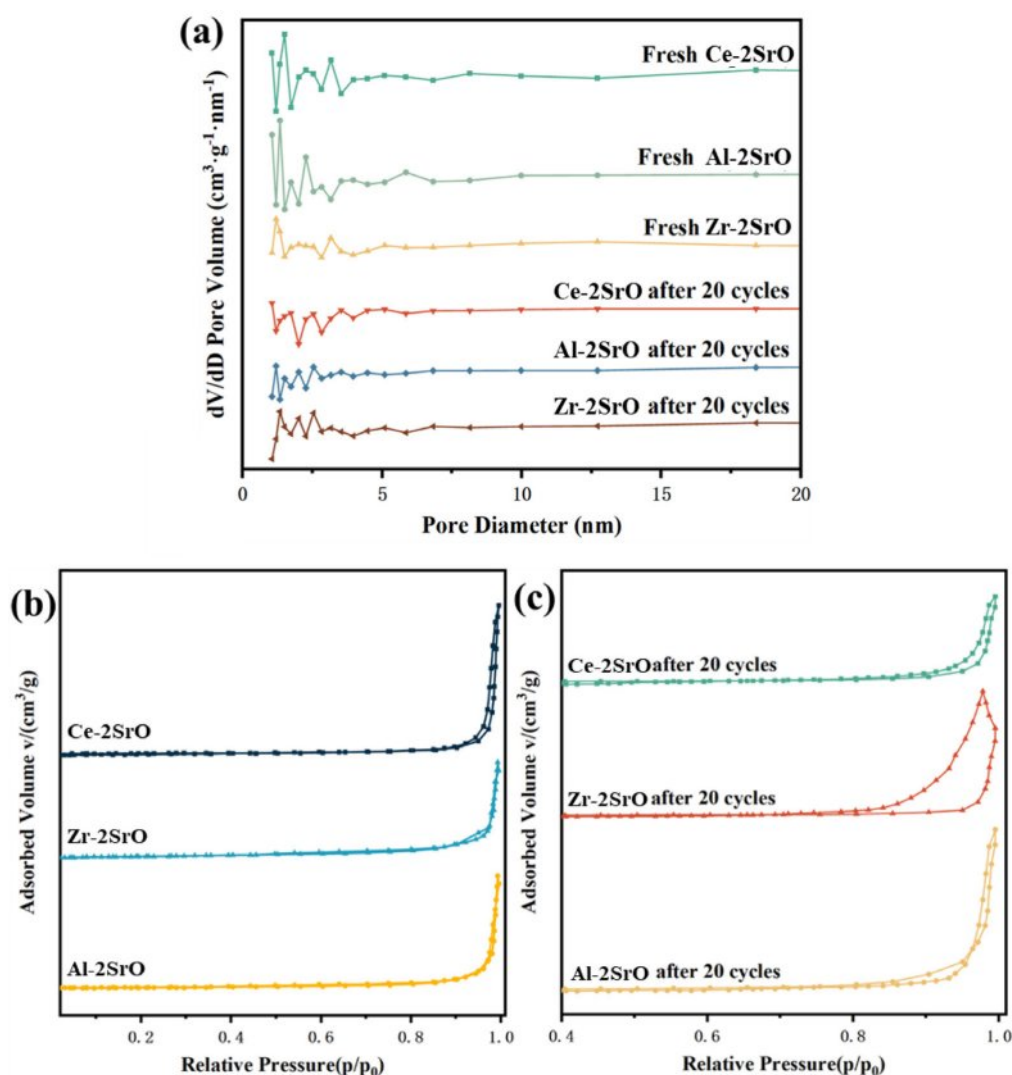 (a)
Fresh Ce-2SrO
Fresh Al-2SrO
Fresh Zr-2SrO
Ce-2SrO after 20 cycles
Al-2SrO after 20 cycles
Zr-2SrO after 20 cycles
dV/dD Pore Volume (cm³·g⁻¹·nm⁻¹)
0 5 10 15 20
Pore Diameter (nm)
(b)
Ce-2SrO
Zr-2SrO
Al-2SrO
Adsorbed Volume v/(cm³/g)
0.2 0.4 0.6 0.8 1.0
Relative Pressure(p/p₀)
(c)
Ce-2SrO after 20 cycles
Zr-2SrO after 20 cycles
Al-2SrO after 20 cycles
Adsorbed Volume v/(cm³/g)
0.4 0.6 0.8 1.0
Relative Pressure(p/p₀)